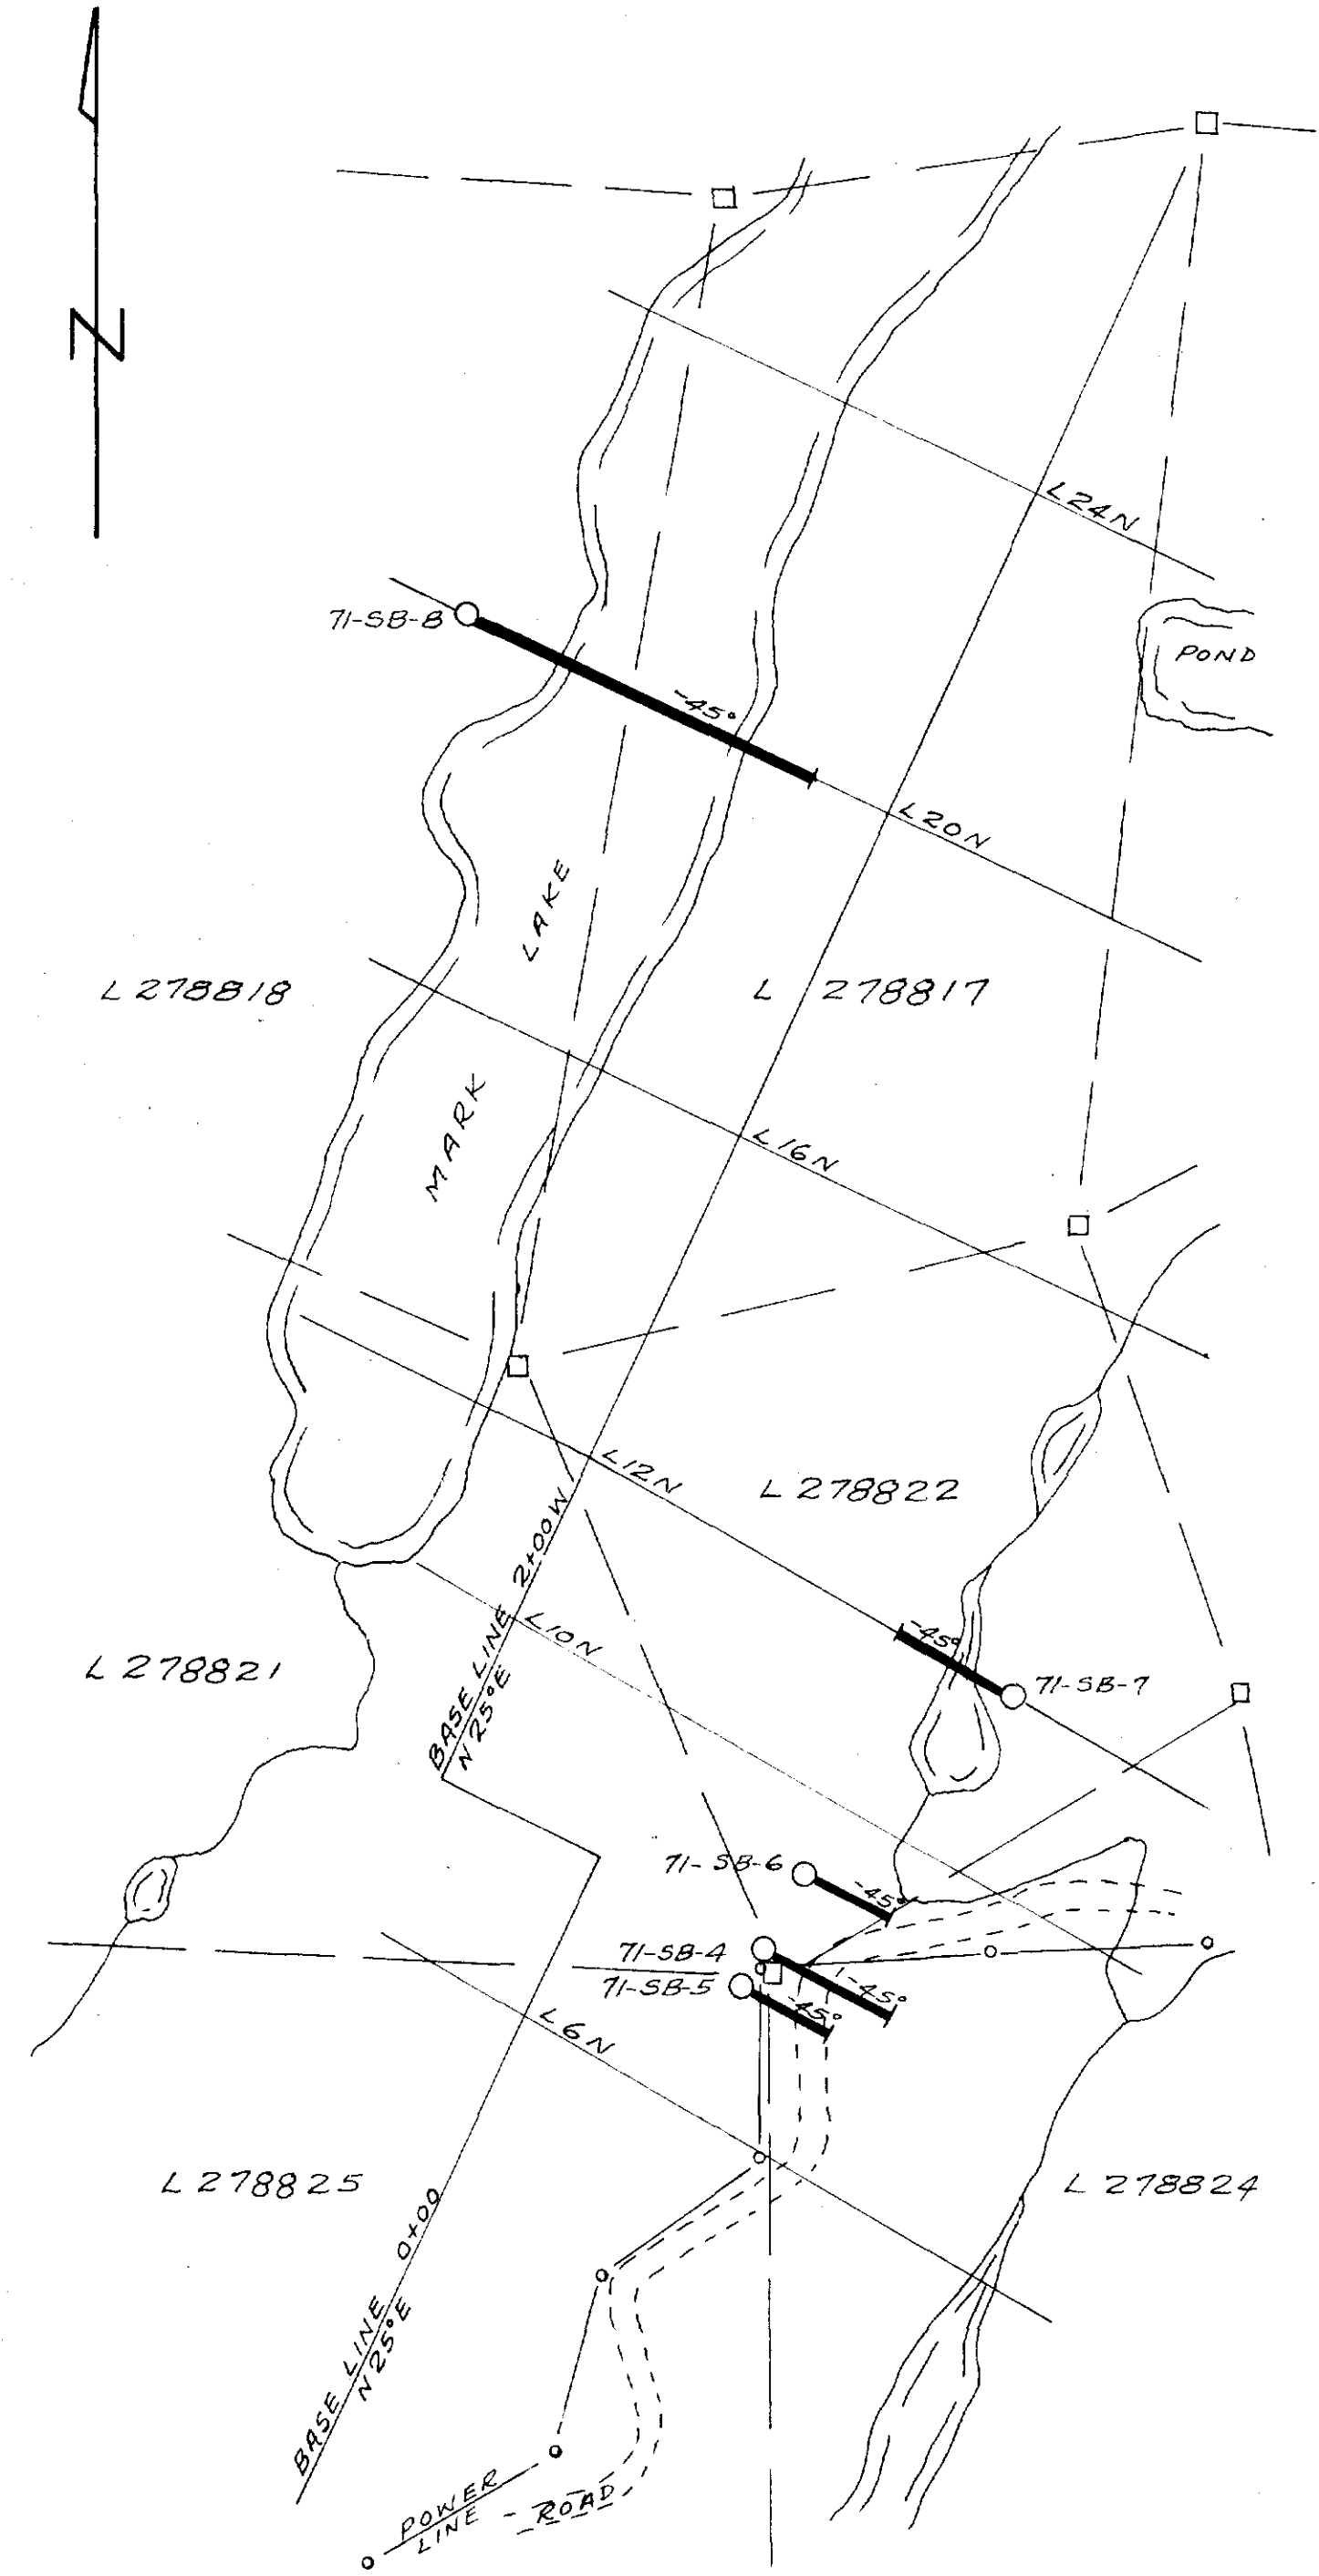 N
L24N
71-SB-8
POND
-45°
L20N
LAKE
L 278818
L 278817
MARK
L16N
L12N
L 278822
BASE LINE 2+00W
N 25° E
L10N
-45°
L 278821
71-SB-7
71-SB-6
-45°
71-SB-4
71-SB-5
-45°
-45°
L6N
L 278825
L 278824
BASE LINE 0+00
N 25° E
POWER
LINE
ROAD